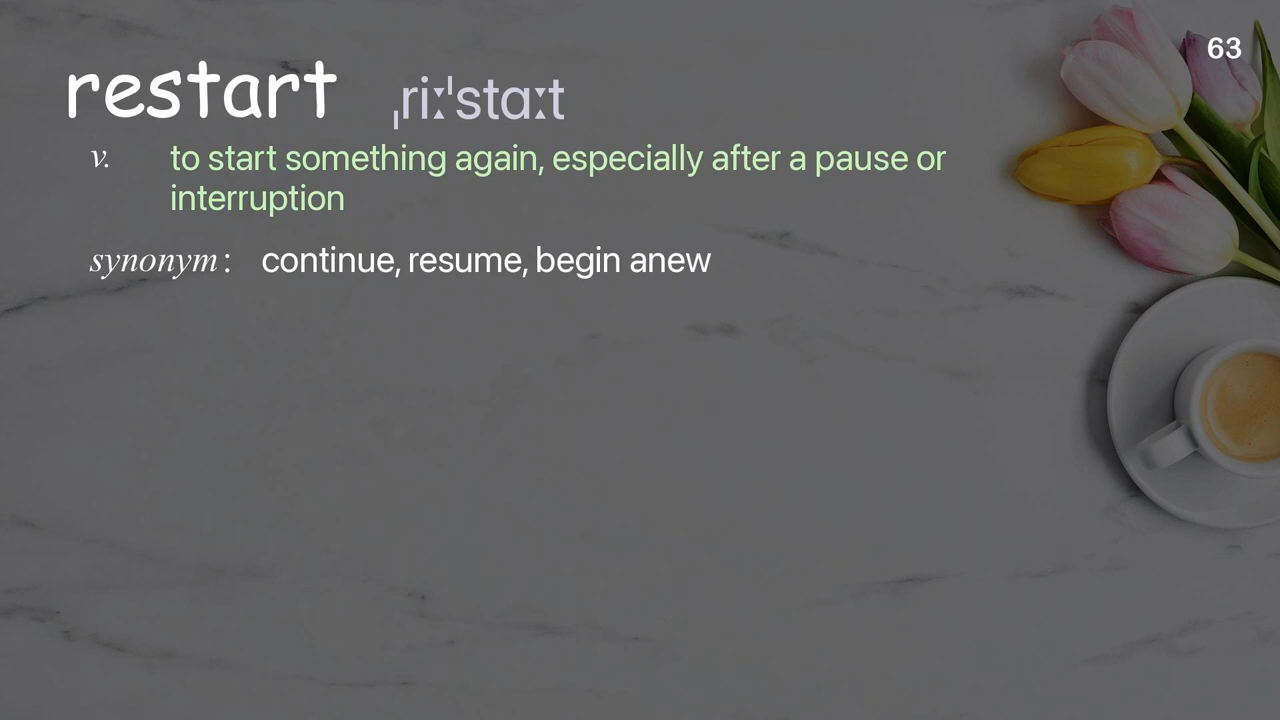 63
restart ˌriːˈstɑːt
v. to start something again, especially after a pause or
interruption
synonym: continue, resume, begin anew